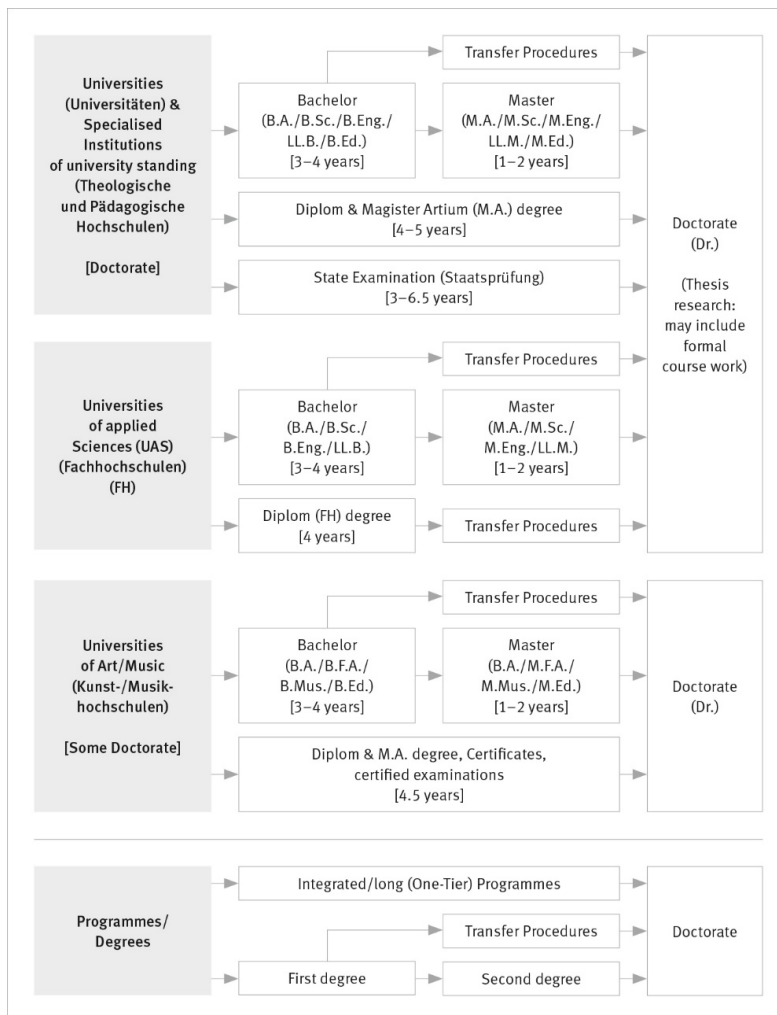 Transfer Procedures
Universities
(Universitäten) &
Specialised
Institutions
of university standing
(Theologische
und Pädagogische
Hochschulen)
[Doctorate]
Bachelor
(B.A./B.Sc./B.Eng./
LL.B./B.Ed.)
[3–4 years]
Master
(M.A./M.Sc./M.Eng./
LL.M./M.Ed.)
[1–2 years]
Diplom & Magister Artium (M.A.) degree
[4–5 years]
State Examination (Staatsprüfung)
[3–6.5 years]
Doctorate
(Dr.)
(Thesis
research:
may include
formal
course work)
Universities
of applied
Sciences (UAS)
(Fachhochschulen)
(FH)
Transfer Procedures
Bachelor
(B.A./B.Sc./
B.Eng./LL.B.)
[3–4 years]
Master
(M.A./M.Sc./
M.Eng./LL.M.)
[1–2 years]
Diplom (FH) degree
[4 years]
Transfer Procedures
Universities
of Art/Music
(Kunst-/Musik-
hochschulen)
[Some Doctorate]
Transfer Procedures
Bachelor
(B.A./B.F.A./
B.Mus./B.Ed.)
[3–4 years]
Master
(B.A./M.F.A./
M.Mus./M.Ed.)
[1–2 years]
Diplom & M.A. degree, Certificates,
certified examinations
[4.5 years]
Doctorate
(Dr.)
Programmes/
Degrees
Integrated/long (One-Tier) Programmes
Transfer Procedures
First degree
Second degree
Doctorate